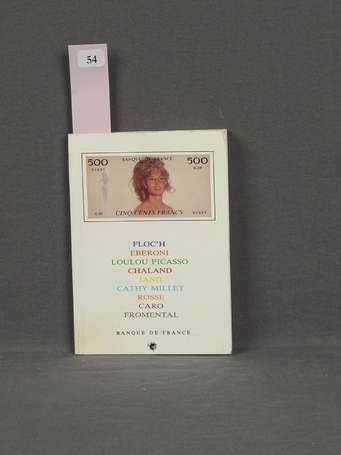 54
500 BANQUE DE FRANCE 500
CINQ CENTS FRANCS
FLOC'H
EBERONI
LOULOU PICASSO
CHALAND
JANO
CATHY MILLET
ROSSE
CARO
FROMENTAL
BANQUE DE FRANCE